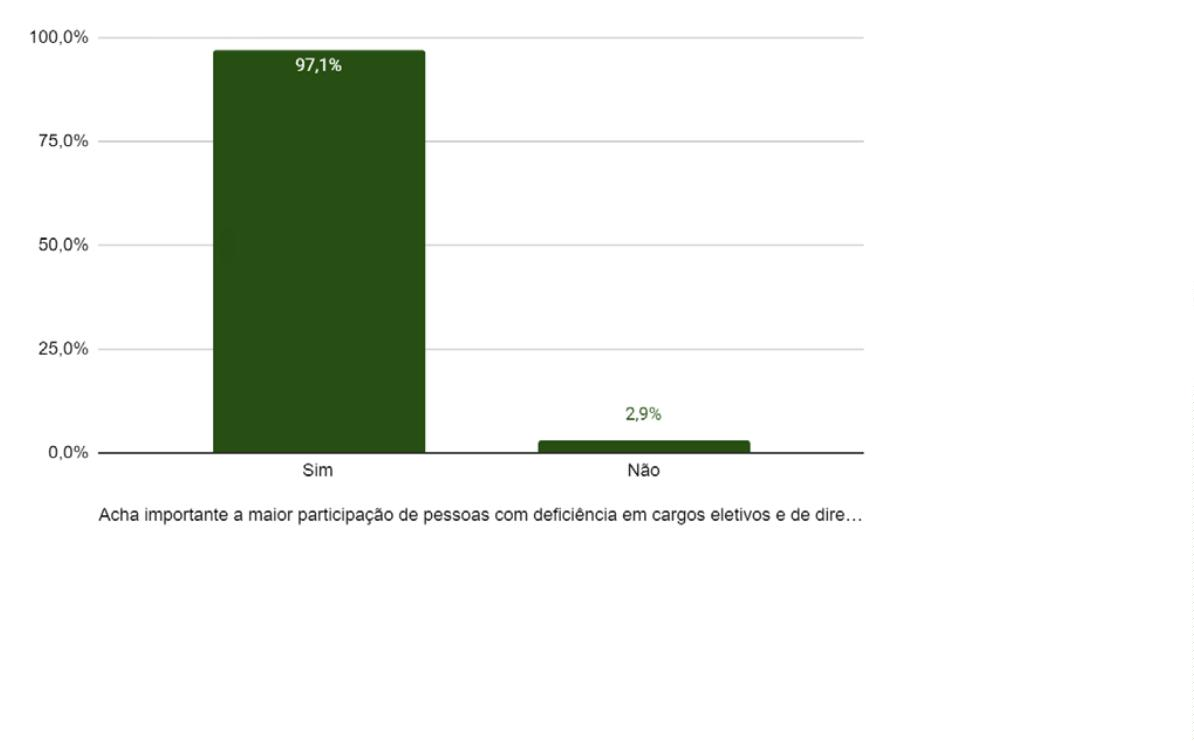 100,0%
97,1%
75,0%
50,0%
25,0%
2,9%
0,0%
Sim
Não
Acha importante a maior participação de pessoas com deficiência em cargos eletivos e de dire…